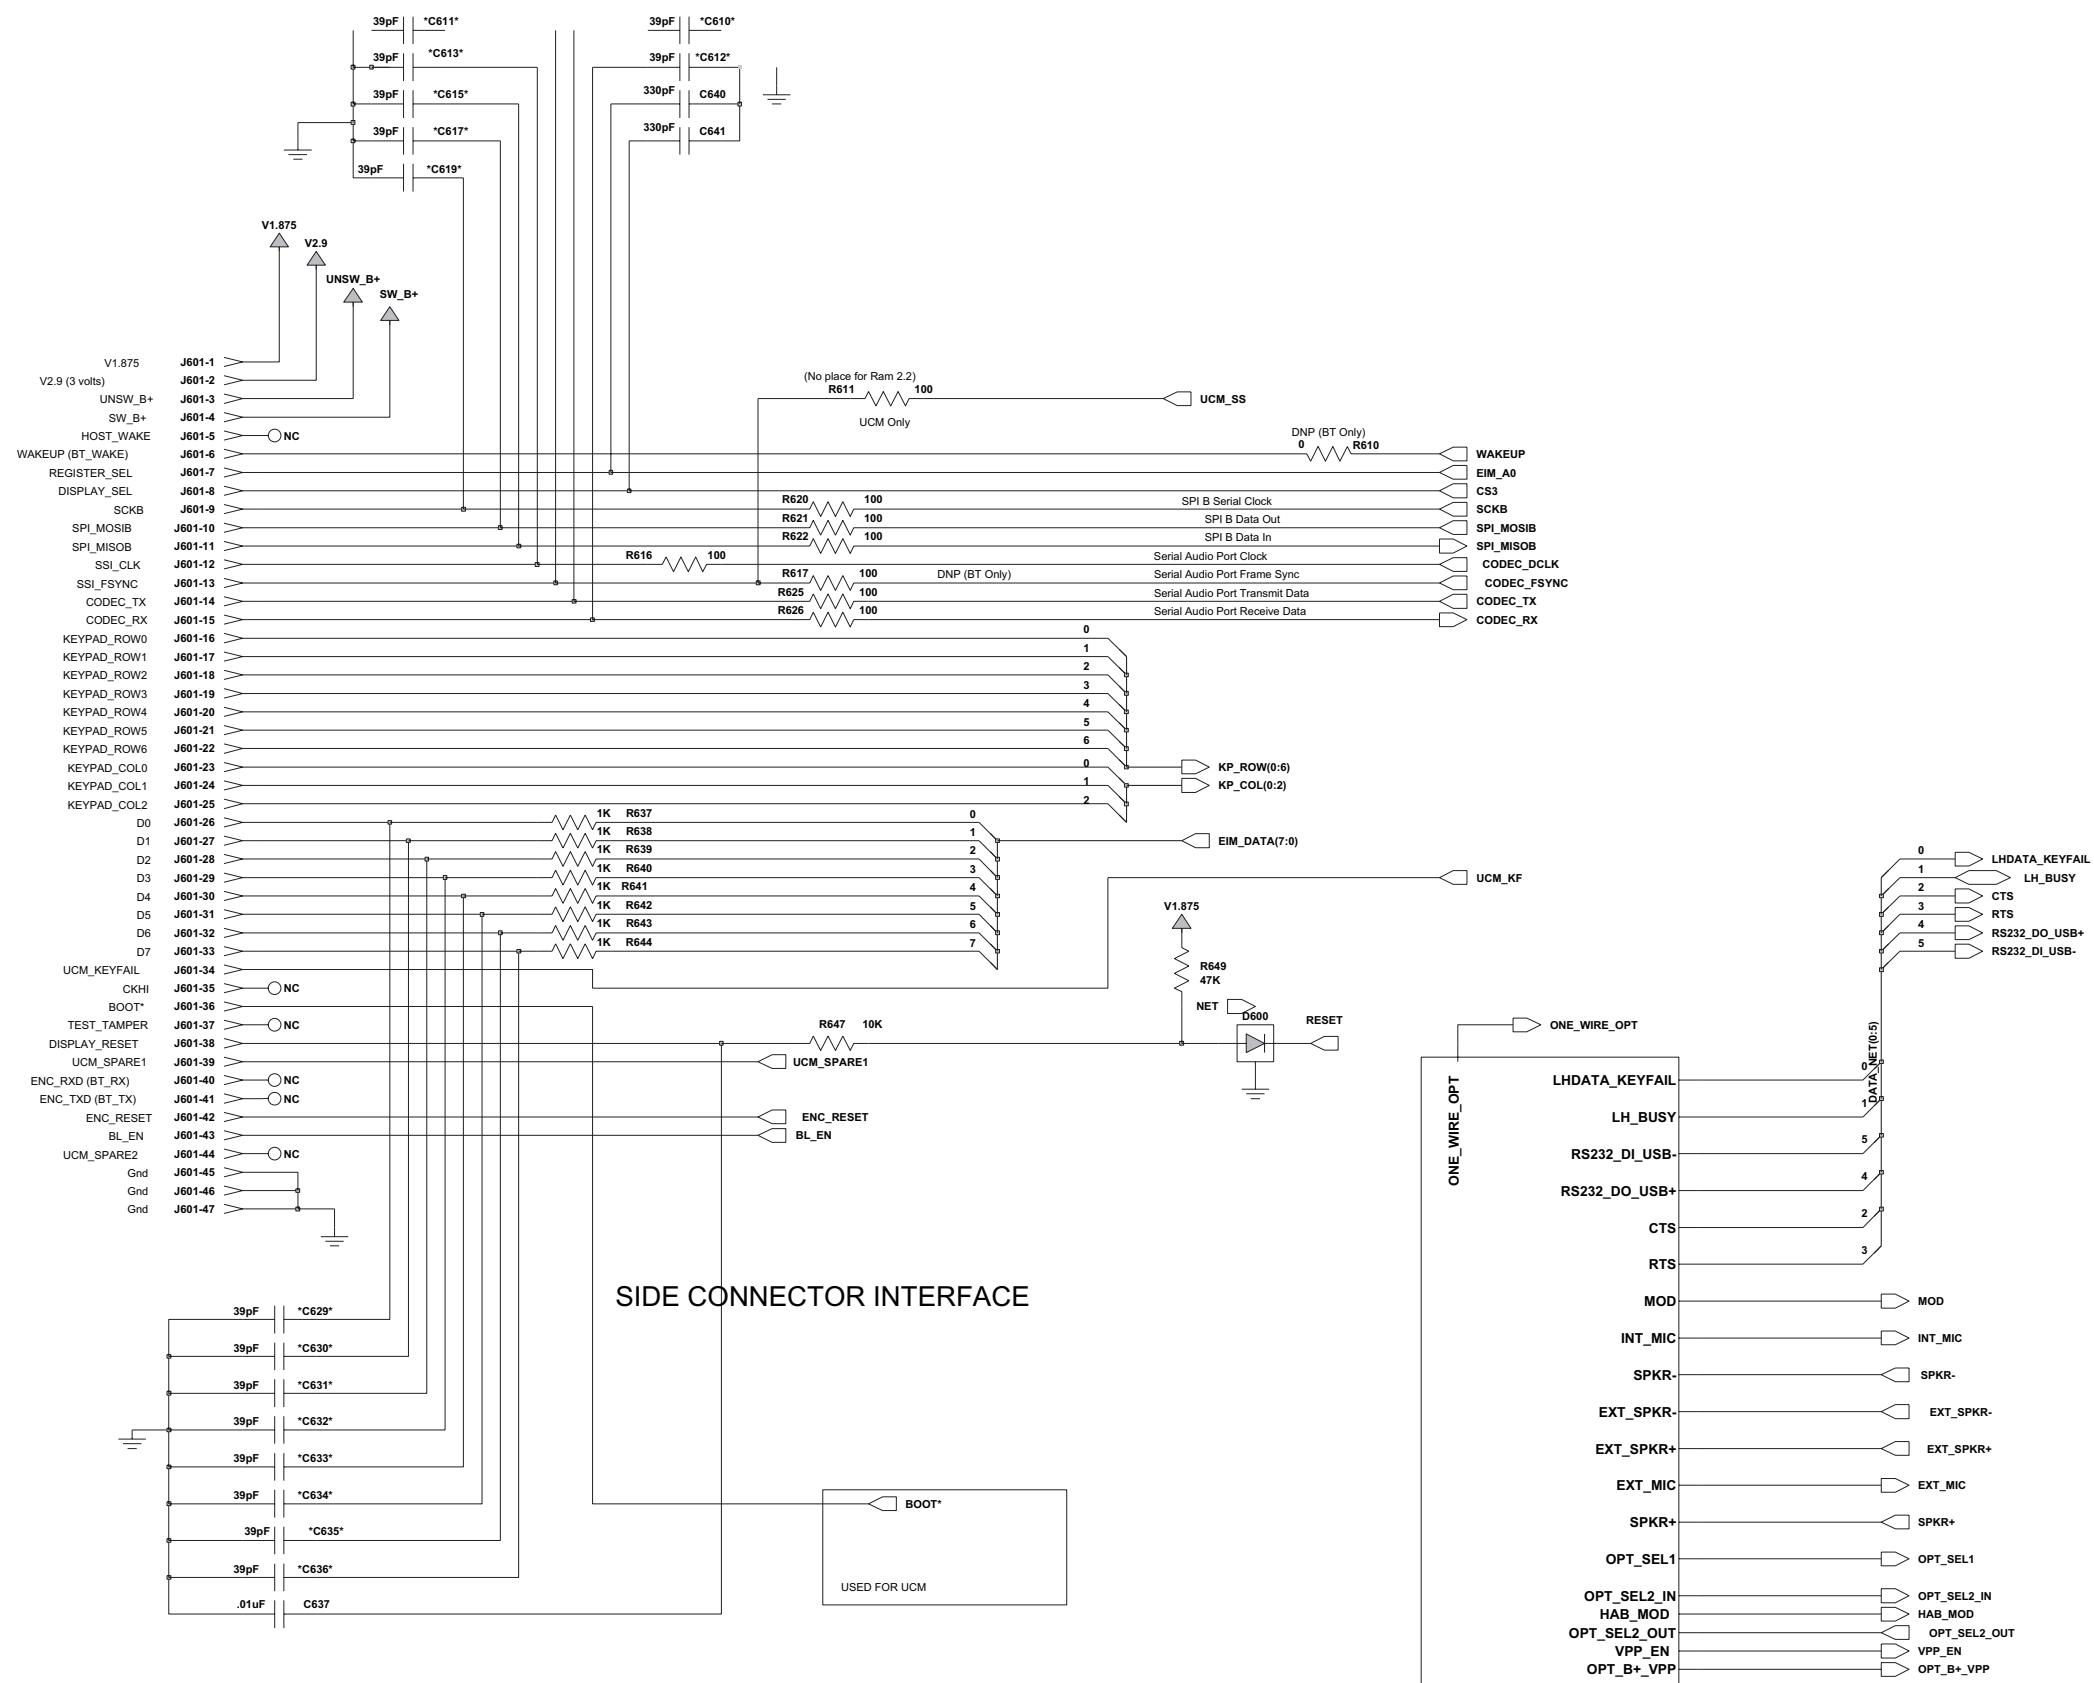 39pF *C611* 39pF *C610*
39pF *C613* 39pF *C612*
39pF *C615* 330pF C640
39pF *C617* 330pF C641
39pF *C619*
V1.875
V2.9
UNSW_B+
SW_B+
V1.875 J601-1
V2.9 (3 volts) J601-2
(No place for Ram 2.2)
R611 100
UNSW_B+ J601-3 UCM_SS
SW_B+ J601-4
UCM Only
HOST_WAKE J601-5 NC
DNP (BT Only)
0 R610
WAKEUP (BT_WAKE) J601-6 WAKEUP
REGISTER_SEL J601-7 EIM_A0
DISPLAY_SEL J601-8 CS3
R620 100 SPI B Serial Clock
SCKB J601-9 SCKB
R621 100 SPI B Data Out
SPI_MOSIB J601-10 SPI_MOSIB
R622 100 SPI B Data In
SPI_MISOB J601-11 SPI_MISOB
R616 100 Serial Audio Port Clock
SSI_CLK J601-12 CODEC_DCLK
R617 100 DNP (BT Only) Serial Audio Port Frame Sync
SSI_FSYNC J601-13 CODEC_FSYNC
R625 100 Serial Audio Port Transmit Data
CODEC_TX J601-14 CODEC_TX
R626 100 Serial Audio Port Receive Data
CODEC_RX J601-15 CODEC_RX
KEYPAD_ROW0 J601-16 0
KEYPAD_ROW1 J601-17 1
KEYPAD_ROW2 J601-18 2
KEYPAD_ROW3 J601-19 3
KEYPAD_ROW4 J601-20 4
KEYPAD_ROW5 J601-21 5
KEYPAD_ROW6 J601-22 6
KEYPAD_COL0 J601-23 0 KP_ROW(0:6)
KEYPAD_COL1 J601-24 1 KP_COL(0:2)
KEYPAD_COL2 J601-25 2
D0 J601-26 1K R637 0
D1 J601-27 1K R638 1 EIM_DATA(7:0)
D2 J601-28 1K R639 2
D3 J601-29 1K R640 3 UCM_KF
D4 J601-30 1K R641 4
D5 J601-31 1K R642 5
D6 J601-32 1K R643 6
D7 J601-33 1K R644 7
UCM_KEYFAIL J601-34
CKHI J601-35 NC
BOOT* J601-36
TEST_TAMPER J601-37 NC
DISPLAY_RESET J601-38
UCM_SPARE1 J601-39 UCM_SPARE1
ENC_RXD (BT_RX) J601-40 NC
ENC_TXD (BT_TX) J601-41 NC
ENC_RESET J601-42 ENC_RESET
BL_EN J601-43 BL_EN
UCM_SPARE2 J601-44 NC
Gnd J601-45
Gnd J601-46
Gnd J601-47
V1.875
R649
47K
NET
D600
RESET
R647 10K
0 LHDATA_KEYFAIL
1 LH_BUSY
2 CTS
3 RTS
4 RS232_DO_USB+
5 RS232_DI_USB-
DATA_NET(0:5)
ONE_WIRE_OPT
ONE_WIRE_OPT
LHDATA_KEYFAIL 0
LH_BUSY 1
RS232_DI_USB- 5
RS232_DO_USB+ 4
CTS 2
RTS 3
MOD MOD
INT_MIC INT_MIC
SPKR- SPKR-
EXT_SPKR- EXT_SPKR-
EXT_SPKR+ EXT_SPKR+
EXT_MIC EXT_MIC
SPKR+ SPKR+
OPT_SEL1 OPT_SEL1
OPT_SEL2_IN OPT_SEL2_IN
HAB_MOD HAB_MOD
OPT_SEL2_OUT OPT_SEL2_OUT
VPP_EN VPP_EN
OPT_B+_VPP OPT_B+_VPP
SIDE CONNECTOR INTERFACE
39pF *C629*
39pF *C630*
39pF *C631*
39pF *C632*
39pF *C633*
39pF *C634*
39pF *C635*
39pF *C636*
.01uF C637
BOOT*
USED FOR UCM